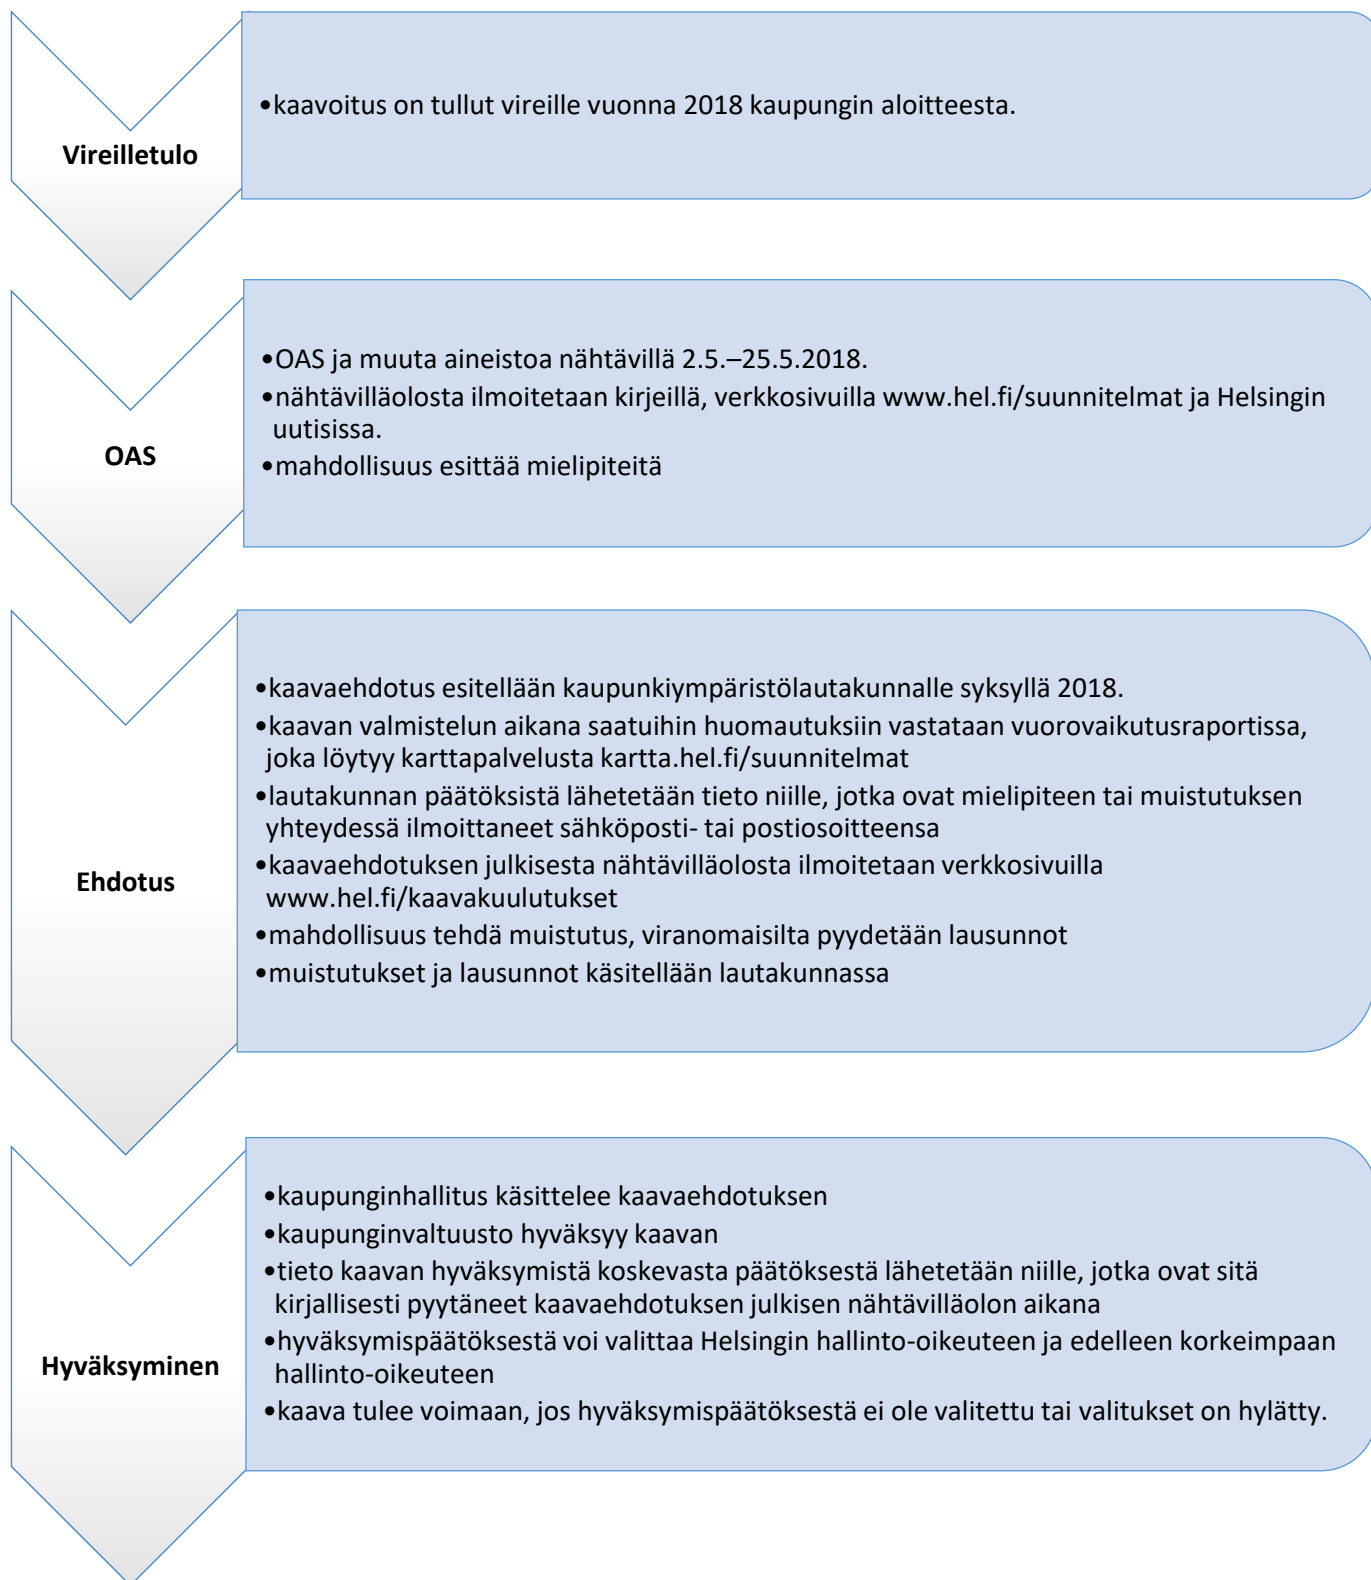 Vireilletulo
•kaavoitus on tullut vireille vuonna 2018 kaupungin aloitteesta.
OAS
•OAS ja muuta aineistoa nähtävillä 2.5.–25.5.2018.
•nähtävilläolosta ilmoitetaan kirjeillä, verkkosivuilla www.hel.fi/suunnitelmat ja Helsingin
uutisissa.
•mahdollisuus esittää mielipiteitä
Ehdotus
•kaavaehdotus esitellään kaupunkiympäristölautakunnalle syksyllä 2018.
•kaavan valmistelun aikana saatuihin huomautuksiin vastataan vuorovaikutusraportissa,
joka löytyy karttapalvelusta kartta.hel.fi/suunnitelmat
•lautakunnan päätöksistä lähetetään tieto niille, jotka ovat mielipiteen tai muistutuksen
yhteydessä ilmoittaneet sähköposti- tai postiosoitteensa
•kaavaehdotuksen julkisesta nähtävilläolosta ilmoitetaan verkkosivuilla
www.hel.fi/kaavakuulutukset
•mahdollisuus tehdä muistutus, viranomaisilta pyydetään lausunnot
•muistutukset ja lausunnot käsitellään lautakunnassa
Hyväksyminen
•kaupunginhallitus käsittelee kaavaehdotuksen
•kaupunginvaltuusto hyväksyy kaavan
•tieto kaavan hyväksymistä koskevasta päätöksestä lähetetään niille, jotka ovat sitä
kirjallisesti pyytäneet kaavaehdotuksen julkisen nähtävilläolon aikana
•hyväksymispäätöksestä voi valittaa Helsingin hallinto-oikeuteen ja edelleen korkeimpaan
hallinto-oikeuteen
•kaava tulee voimaan, jos hyväksymispäätöksestä ei ole valitettu tai valitukset on hylätty.